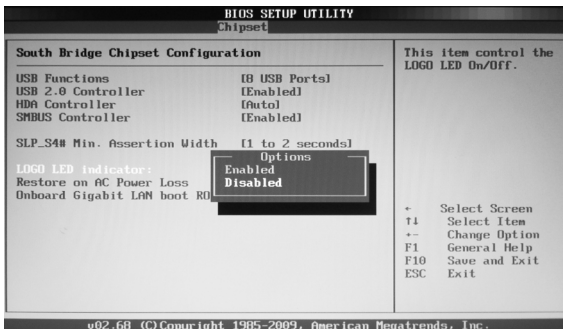 BIOS SETUP UTILITY
Chipset
South Bridge Chipset Configuration
USB Functions [8 USB Ports]
USB 2.0 Controller [Enabled]
HDA Controller [Auto]
SMBUS Controller [Enabled]
SLP_S4# Min. Assertion Width [1 to 2 seconds]
LOGO LED indicator:
Restore on AC Power Loss
Onboard Gigabit LAN boot RO
Options
Enabled
Disabled
This item control the
LOGO LED On/Off.
← Select Screen
↑↓ Select Item
+- Change Option
F1 General Help
F10 Save and Exit
ESC Exit
v02.68 (C)Copyright 1985-2009, American Megatrends, Inc.